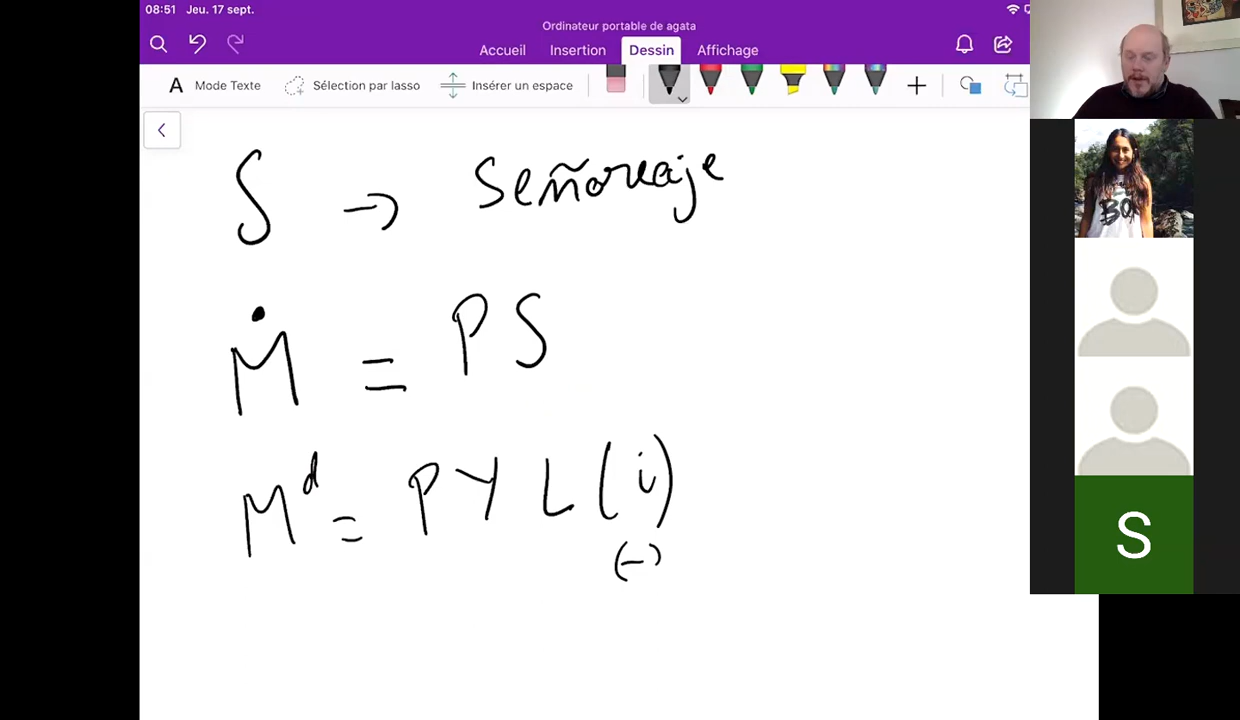 08:51 Jeu. 17 sept.
Ordinateur portable de agata
Accueil Insertion Dessin Affichage
A Mode Texte Sélection par lasso Insérer un espace
S → Señoreaje
Ṁ = PS
Mᵈ = PYL(i)
(-)
S